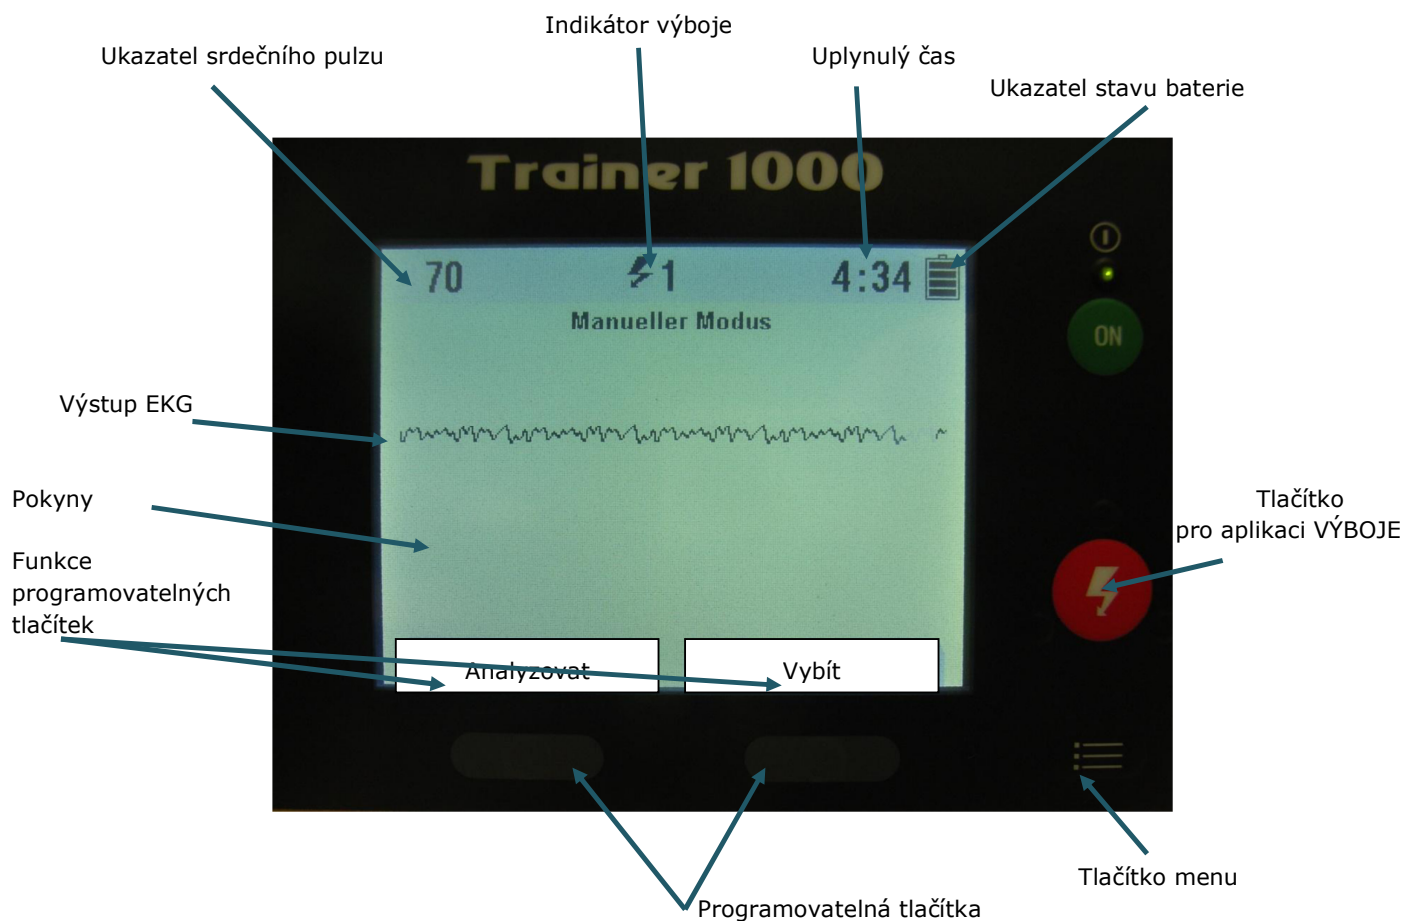 Indikátor výboje
Ukazatel srdečního pulzu
Uplynulý čas
Ukazatel stavu baterie
Trainer 1000
70
1
4:34
Manueller Modus
ON
Výstup EKG
Pokyny
Tlačítko
pro aplikaci VÝBOJE
Funkce
programovatelných
tlačítek
Analyzovat
Vybít
Tlačítko menu
Programovatelná tlačítka